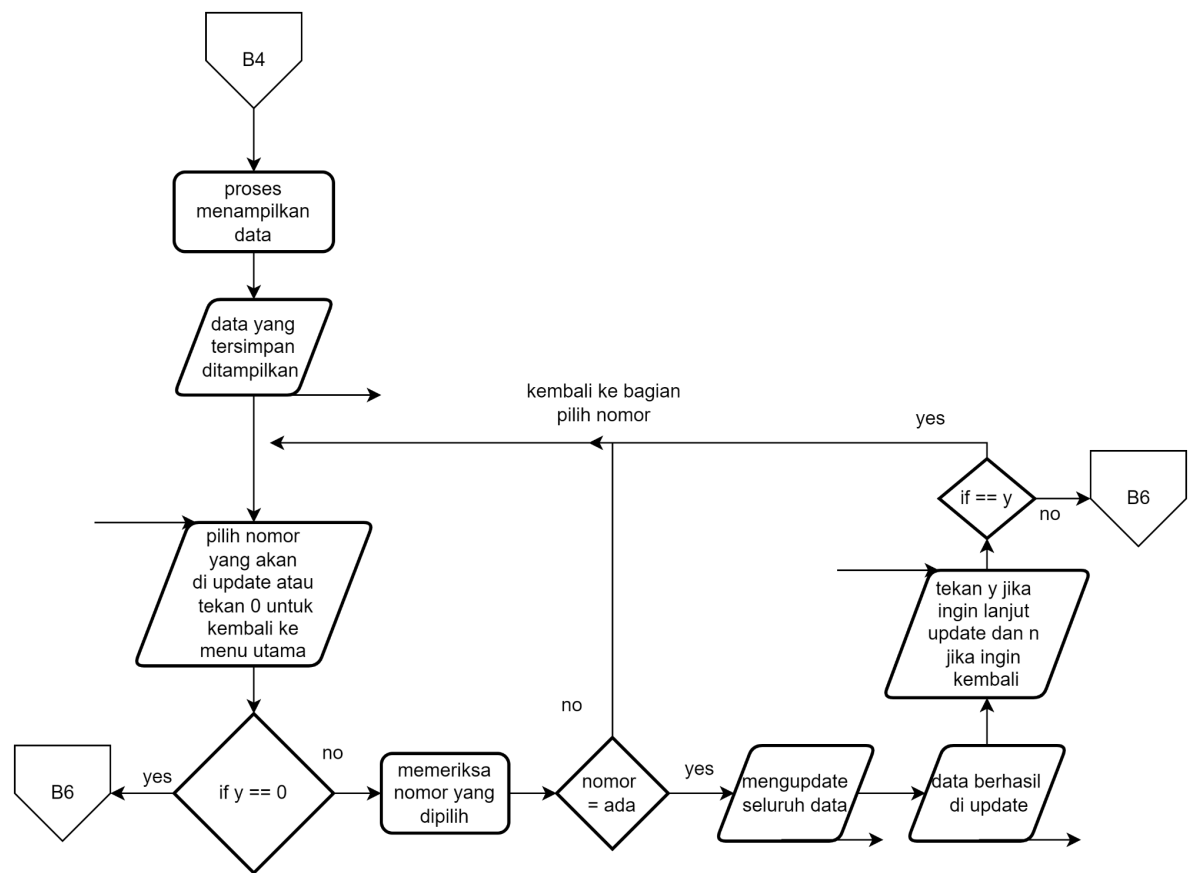 B4
proses
menampilkan
data
data yang
tersimpan
ditampilkan
kembali ke bagian
pilih nomor
yes
if == y
no
B6
pilih nomor
yang akan
di update atau
tekan 0 untuk
kembali ke
menu utama
tekan y jika
ingin lanjut
update dan n
jika ingin
kembali
B6
yes
if y == 0
no
memeriksa
nomor yang
dipilih
no
nomor
= ada
yes
mengupdate
seluruh data
data berhasil
di update